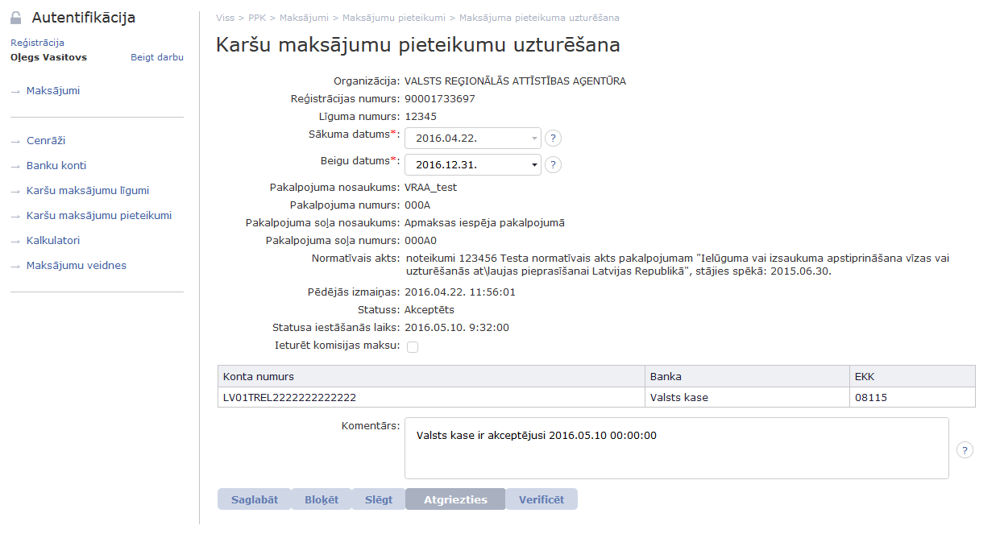 Autentifikācija
Reģistrācija
Oļegs Vasitovs Beigt darbu
→ Maksājumi
→ Cenrāži
→ Banku konti
→ Karšu maksājumu līgumi
→ Karšu maksājumu pieteikumi
→ Kalkulatori
→ Maksājumu veidnes
Viss > PPK > Maksājumi > Maksājumu pieteikumi > Maksājuma pieteikuma uzturēšana
Karšu maksājumu pieteikumu uzturēšana
Organizācija: VALSTS REĢIONĀLĀS ATTĪSTĪBAS AĢENTŪRA
Reģistrācijas numurs: 90001733697
Līguma numurs: 12345
Sākuma datums*: 2016.04.22. ?
Beigu datums*: 2016.12.31. ?
Pakalpojuma nosaukums: VRAA_test
Pakalpojuma numurs: 000A
Pakalpojuma soļa nosaukums: Apmaksas iespēja pakalpojumā
Pakalpojuma soļa numurs: 000A0
Normatīvais akts: noteikumi 123456 Testa normatīvais akts pakalpojumam "Ielūguma vai izsaukuma apstiprināšana vīzas vai
uzturēšanās at\laujas pieprasīšanai Latvijas Republikā", stājies spēkā: 2015.06.30.
Pēdējās izmaiņas: 2016.04.22. 11:56:01
Statuss: Akceptēts
Statusa iestāšanās laiks: 2016.05.10. 9:32:00
Ieturēt komisijas maksu:
Konta numurs Banka EKK
LV01TREL2222222222222 Valsts kase 08115
Komentārs: Valsts kase ir akceptējusi 2016.05.10 00:00:00
?
Saglabāt Bloķēt Slēgt Atgriezties Verificēt